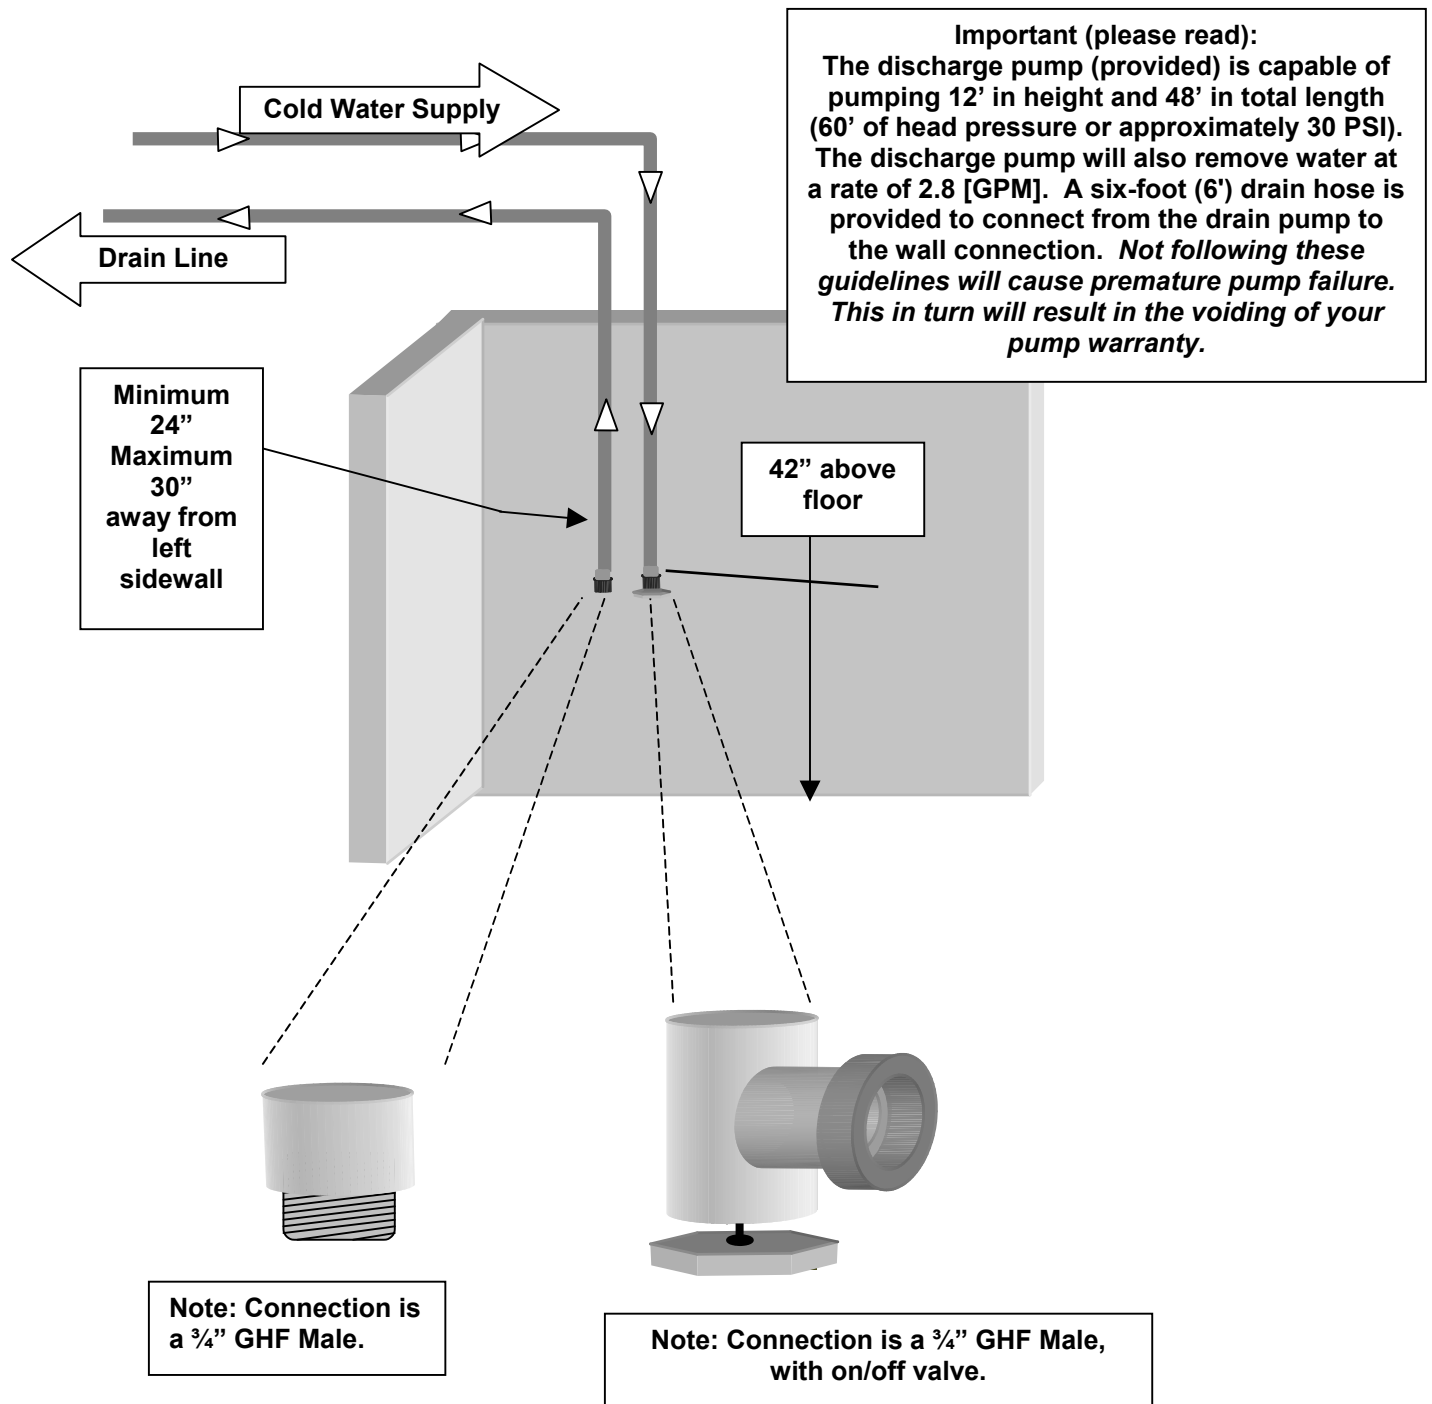 Important (please read):
The discharge pump (provided) is capable of
pumping 12’ in height and 48’ in total length
(60’ of head pressure or approximately 30 PSI).
The discharge pump will also remove water at
a rate of 2.8 [GPM].  A six-foot (6') drain hose is
provided to connect from the drain pump to
the wall connection.  Not following these
guidelines will cause premature pump failure.
This in turn will result in the voiding of your
pump warranty.
Cold Water Supply
Drain Line
Minimum
24”
Maximum
30”
away from
left
sidewall
42” above
floor
Note: Connection is
a ¾” GHF Male.
Note: Connection is a ¾” GHF Male,
with on/off valve.